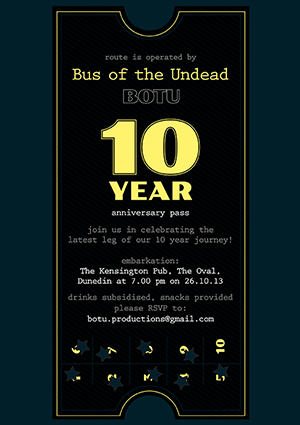 route is operated by
Bus of the Undead
BOTU
10
YEAR
anniversary pass
join us in celebrating the
latest leg of our 10 year journey!
embarkation:
The Kensington Pub, The Oval,
Dunedin at 7.00 pm on 26.10.13
drinks subsidised, snacks provided
please RSVP to:
botu.productions@gmail.com
10
5